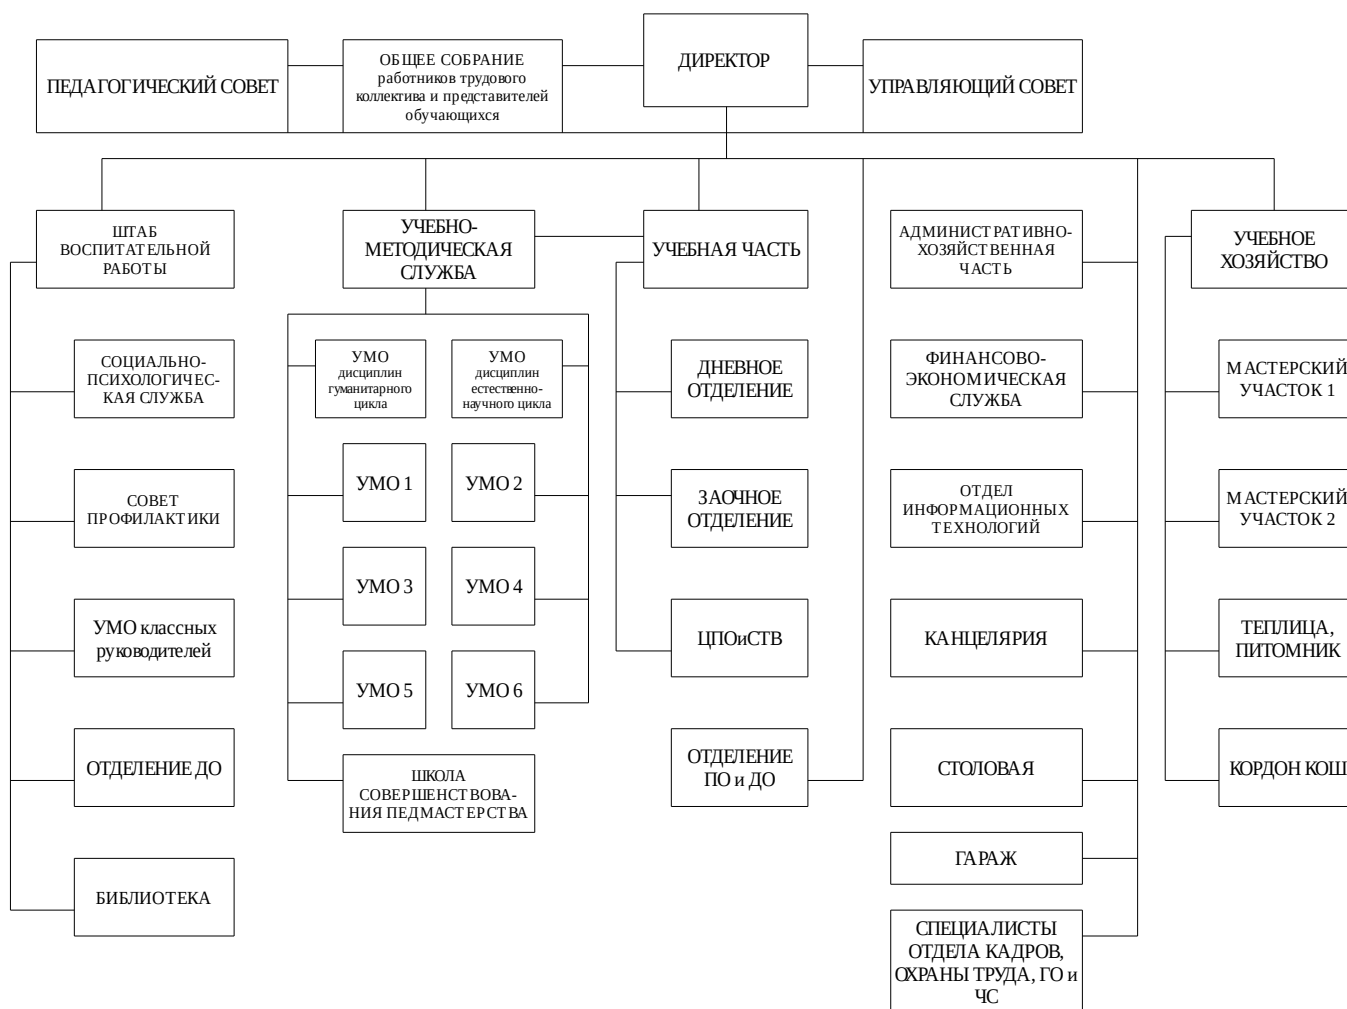 ПЕДАГОГИЧЕСКИЙ СОВЕТ
ОБЩЕЕ СОБРАНИЕ
работников трудового
коллектива и представителей
обучающихся
ДИРЕКТОР
УПРАВЛЯЮЩИЙ СОВЕТ
ШТАБ
ВОСПИТАТЕЛЬНОЙ
РАБОТЫ
СОЦИАЛЬНО-
ПСИХОЛОГИЧЕС-
КАЯ СЛУЖБА
СОВЕТ
ПРОФИЛАКТИКИ
УМО классных
руководителей
ОТДЕЛЕНИЕ ДО
БИБЛИОТЕКА
УЧЕБНО-
МЕТОДИЧЕСКАЯ
СЛУЖБА
УМО
дисциплин
гуманитарного
цикла
УМО
дисциплин
естественно-
научного цикла
УМО 1
УМО 2
УМО 3
УМО 4
УМО 5
УМО 6
ШКОЛА
СОВЕРШЕНСТВОВА-
НИЯ ПЕДМАСТЕРСТВА
УЧЕБНАЯ ЧАСТЬ
ДНЕВНОЕ
ОТДЕЛЕНИЕ
ЗАОЧНОЕ
ОТДЕЛЕНИЕ
ЦПОиСТВ
ОТДЕЛЕНИЕ
ПО и ДО
АДМИНИСТРАТИВНО-
ХОЗЯЙСТВЕННАЯ
ЧАСТЬ
ФИНАНСОВО-
ЭКОНОМИЧЕСКАЯ
СЛУЖБА
ОТДЕЛ
ИНФОРМАЦИОННЫХ
ТЕХНОЛОГИЙ
КАНЦЕЛЯРИЯ
СТОЛОВАЯ
ГАРАЖ
СПЕЦИАЛИСТЫ
ОТДЕЛА КАДРОВ,
ОХРАНЫ ТРУДА, ГО и
ЧС
УЧЕБНОЕ
ХОЗЯЙСТВО
МАСТЕРСКИЙ
УЧАСТОК 1
МАСТЕРСКИЙ
УЧАСТОК 2
ТЕПЛИЦА,
ПИТОМНИК
КОРДОН КОШ